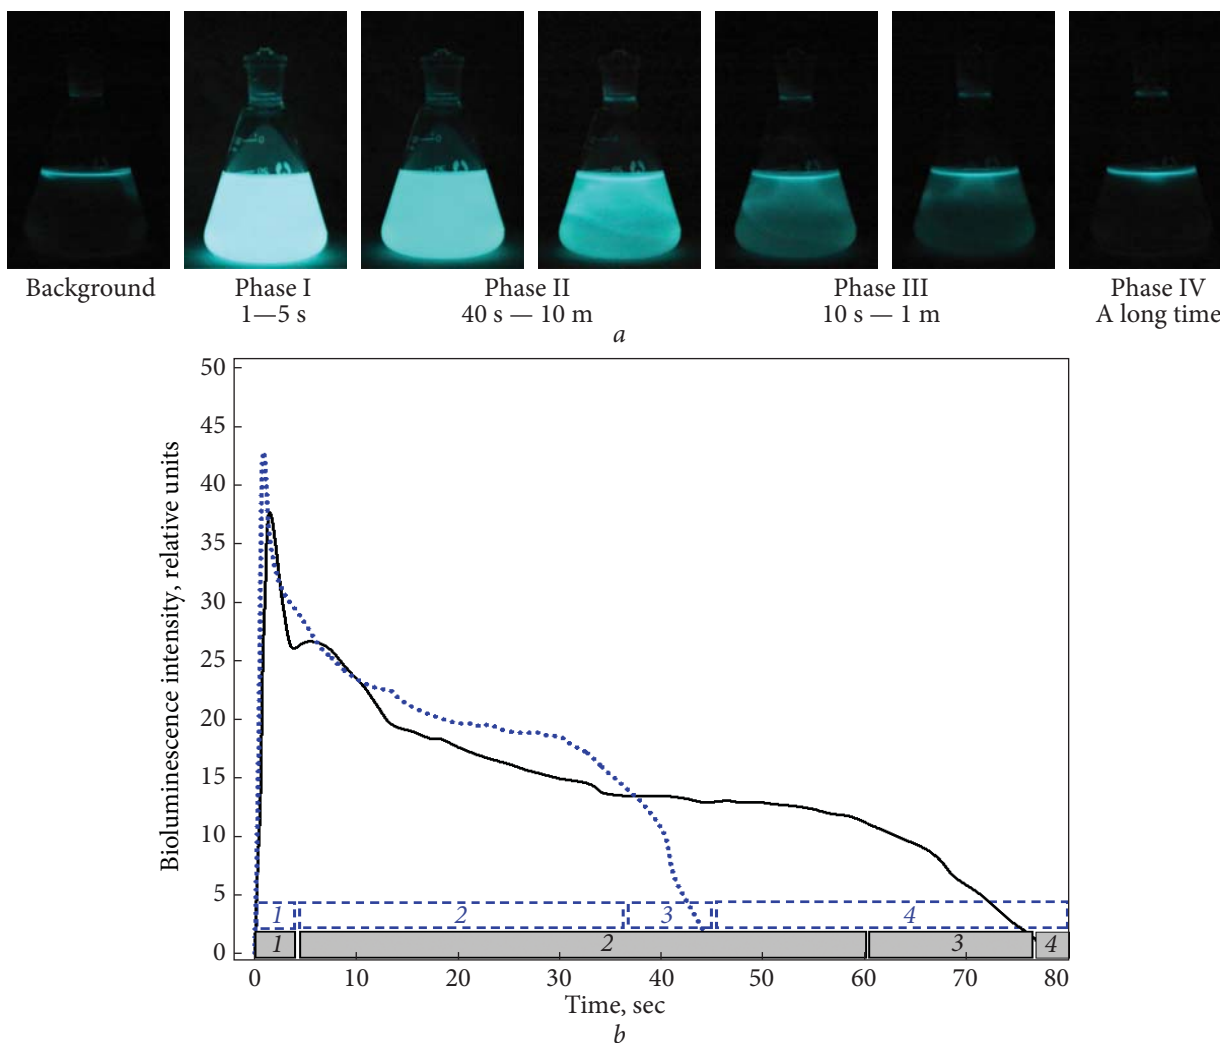 Background
Phase I
1—5 s
Phase II
40 s — 10 m
Phase III
10 s — 1 m
Phase IV
A long time
a
Bioluminescence intensity, relative units
50
45
40
35
30
25
20
15
10
5
0
1
2
3
4
1
2
3
4
0
10
20
30
40
50
60
70
80
Time, sec
b